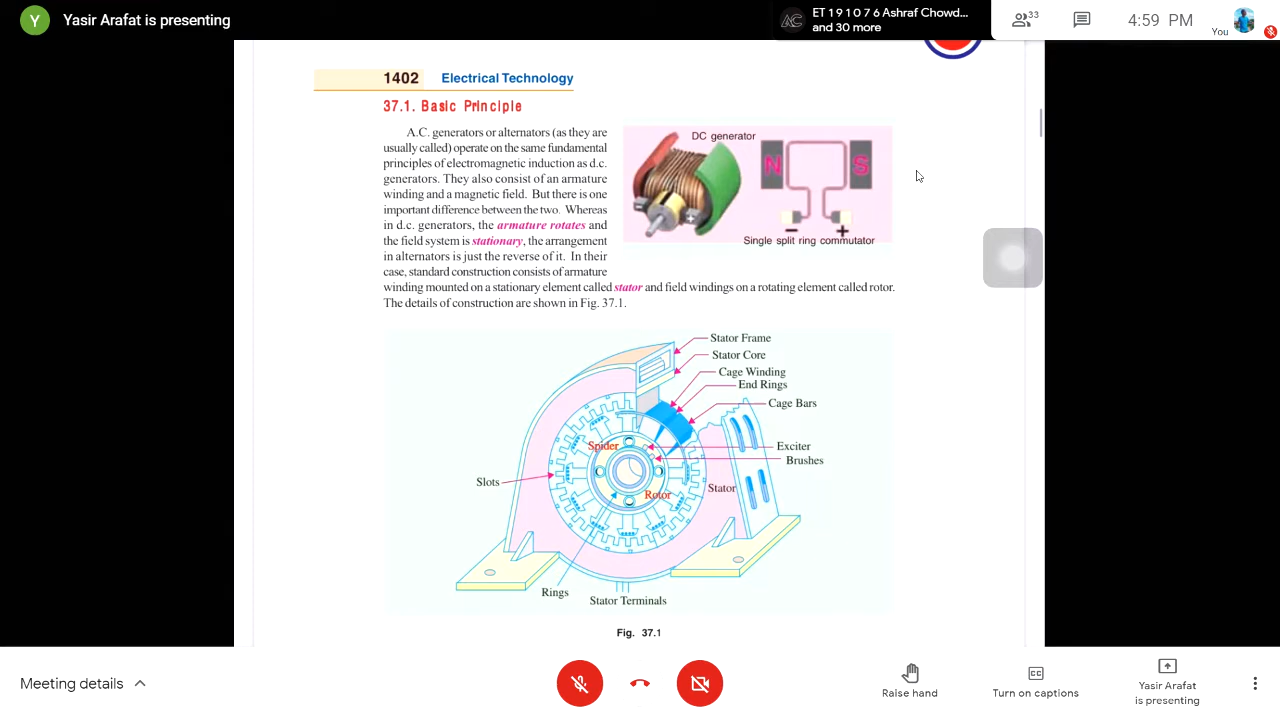 Y
Yasir Arafat is presenting
AC
ET 1 9 1 0 7 6 Ashraf Chowd...
and 30 more
33
4:59 PM
You
1402 Electrical Technology
37.1. Basic Principle
A.C. generators or alternators (as they are
usually called) operate on the same fundamental
principles of electromagnetic induction as d.c.
generators. They also consist of an armature
winding and a magnetic field. But there is one
important difference between the two. Whereas
in d.c. generators, the armature rotates and
the field system is stationary, the arrangement
in alternators is just the reverse of it. In their
case, standard construction consists of armature
winding mounted on a stationary element called stator and field windings on a rotating element called rotor.
The details of construction are shown in Fig. 37.1.
DC generator
N
S
Single split ring commutator
Stator Frame
Stator Core
Cage Winding
End Rings
Cage Bars
Spider
Exciter
Brushes
Slots
Rotor
Stator
Rings
Stator Terminals
Fig. 37.1
Meeting details
Raise hand
CC
Turn on captions
Yasir Arafat
is presenting